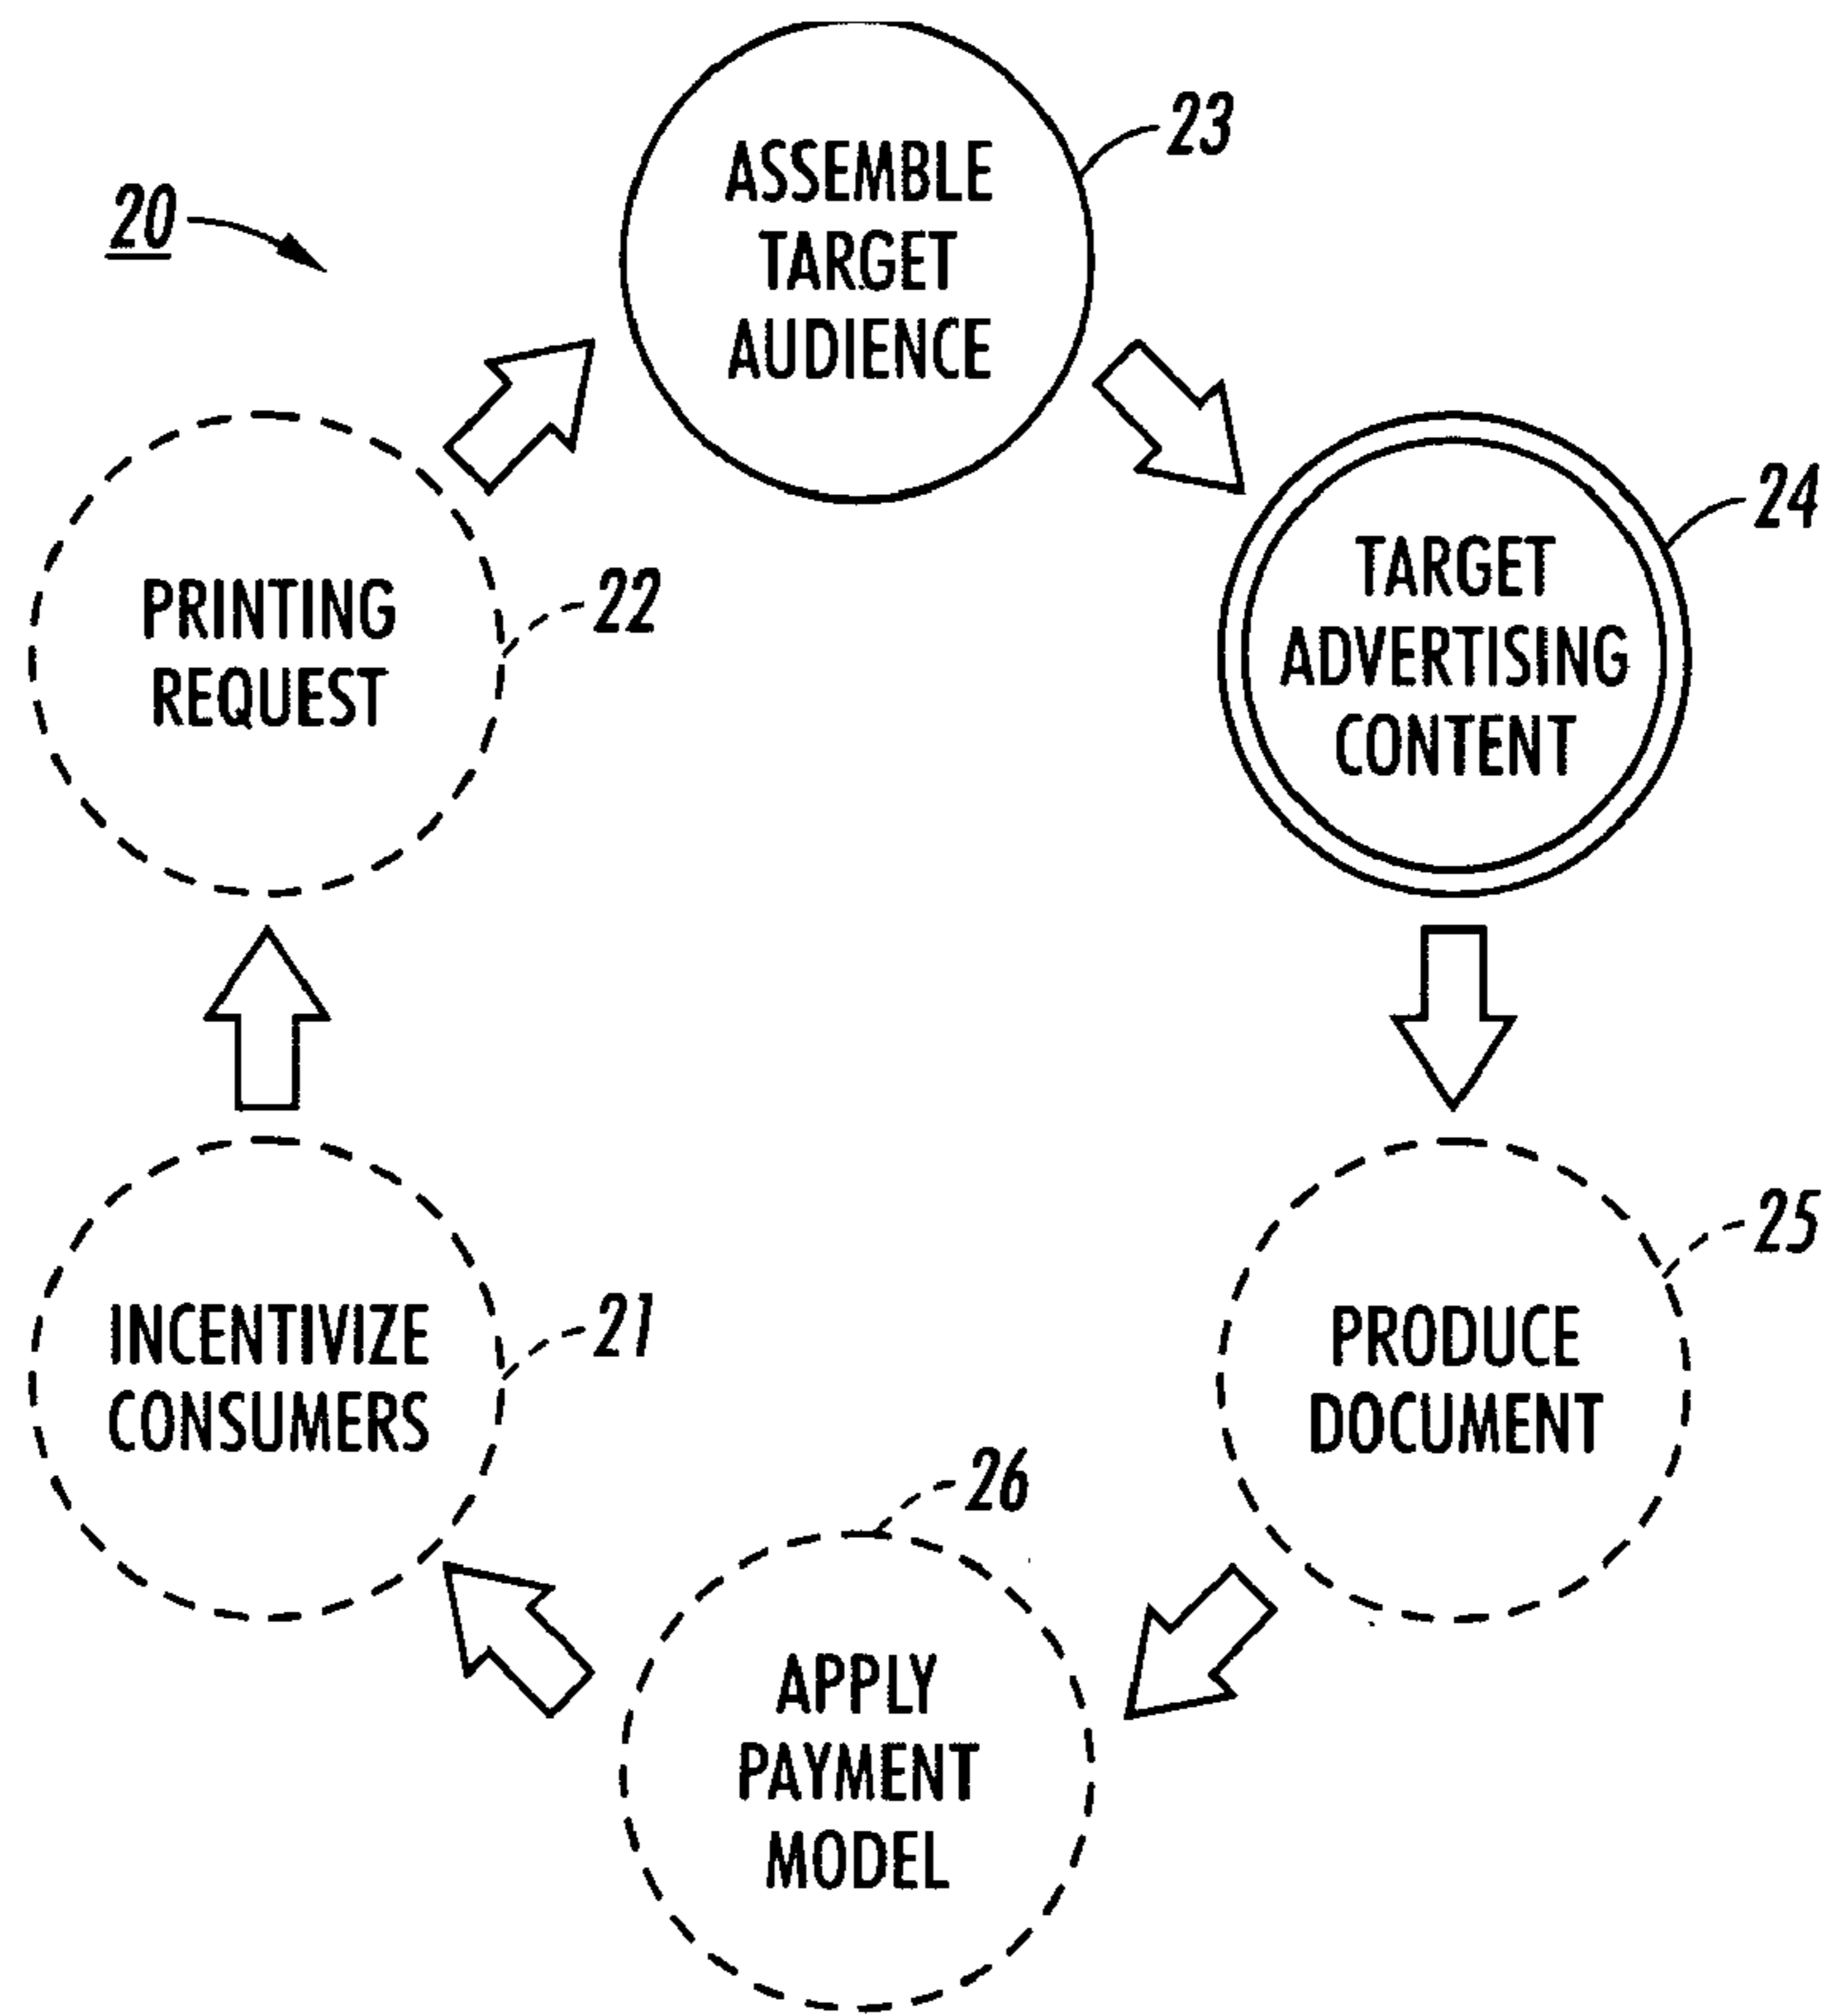 20
ASSEMBLE
TARGET
AUDIENCE
23
TARGET
ADVERTISING
CONTENT
24
PRINTING
REQUEST
22
INCENTIVIZE
CONSUMERS
21
PRODUCE
DOCUMENT
25
APPLY
PAYMENT
MODEL
26